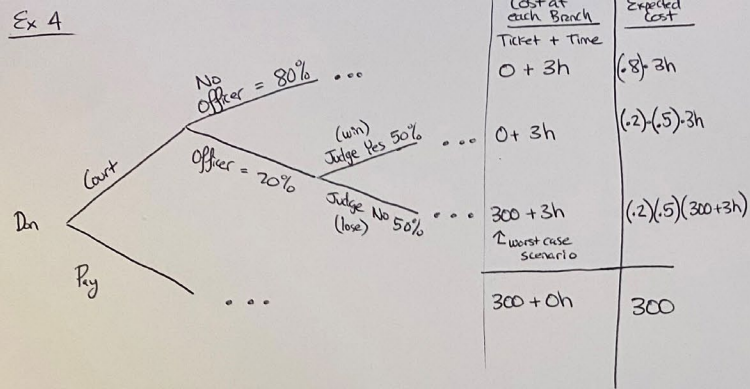 Ex 4
Cost at
each Branch
Expected
Cost
Ticket + Time
No
Officer = 80% ...
0 + 3h
(.8)·3h
Court
Officer = 20%
(win)
Judge Yes 50% ...
0 + 3h
(.2)·(.5)·3h
Don
Judge No 50% ...
(lose)
300 + 3h
(.2)(.5)(300+3h)
↑ worst case
scenario
Pay
...
300 + 0h
300